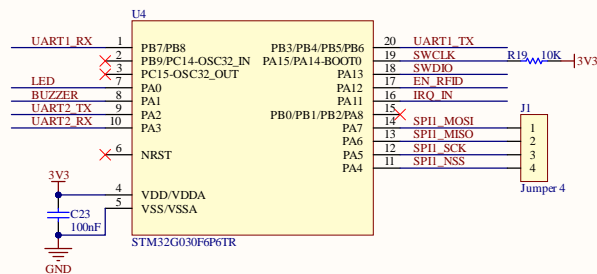 U4
UART1_RX 1 PB7/PB8 PB3/PB4/PB5/PB6 20 UART1_TX
2 PB9/PC14-OSC32_IN PA15/PA14-BOOT0 19 SWCLK R19 10K 3V3
3 PC15-OSC32_OUT PA13 18 SWDIO
LED 7 PA0 PA12 17 EN_RFID
BUZZER 8 PA1 PA11 16 IRQ_IN
UART2_TX 9 PA2 PB0/PB1/PB2/PA8 15
UART2_RX 10 PA3 PA7 14 SPI1_MOSI 1
J1
PA6 13 SPI1_MISO 2
6 NRST PA5 12 SPI1_SCK 3
PA4 11 SPI1_NSS 4
Jumper 4
3V3
4 VDD/VDDA
5 VSS/VSSA
C23
100nF
STM32G030F6P6TR
GND